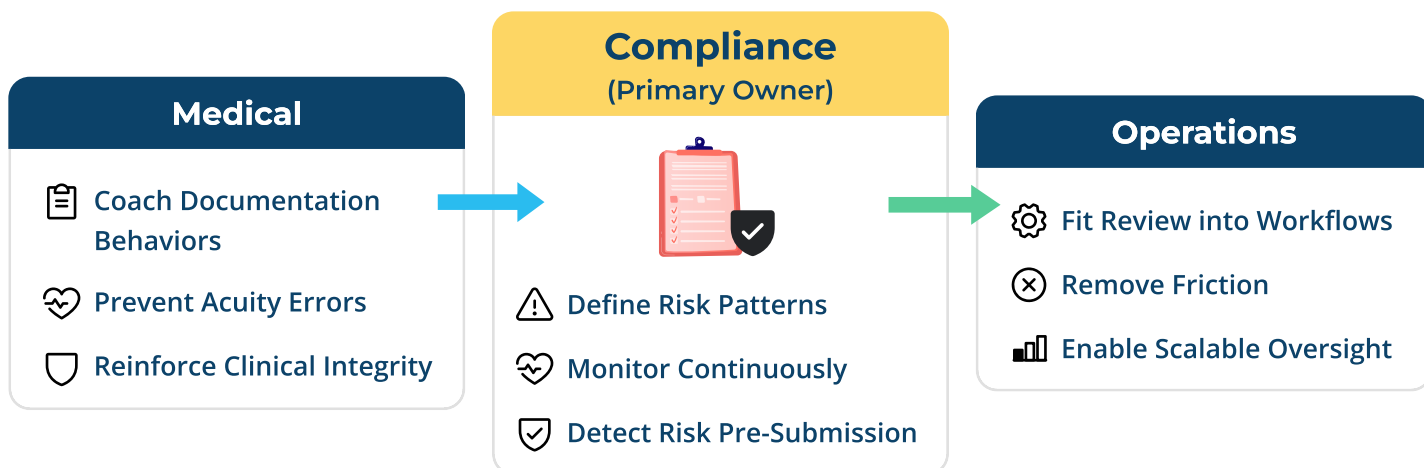 Medical
Coach Documentation
Behaviors
Prevent Acuity Errors
Reinforce Clinical Integrity
Compliance
(Primary Owner)
Define Risk Patterns
Monitor Continuously
Detect Risk Pre-Submission
Operations
Fit Review into Workflows
Remove Friction
Enable Scalable Oversight